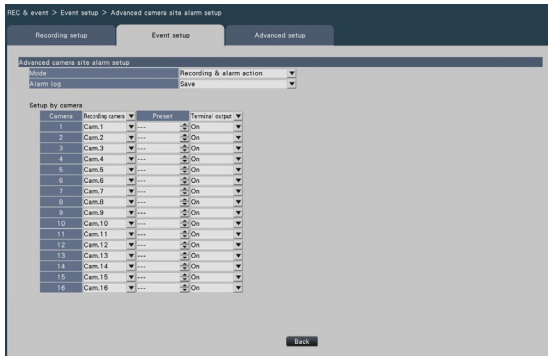 REC & event > Event setup > Advanced camera site alarm setup
Recording setup Event setup Advanced setup
Advanced camera site alarm setup
Mode Recording & alarm action
Alarm log Save
Setup by camera
Camera Recording camera Preset Terminal output
1 Cam.1 --- On
2 Cam.2 --- On
3 Cam.3 --- On
4 Cam.4 --- On
5 Cam.5 --- On
6 Cam.6 --- On
7 Cam.7 --- On
8 Cam.8 --- On
9 Cam.9 --- On
10 Cam.10 --- On
11 Cam.11 --- On
12 Cam.12 --- On
13 Cam.13 --- On
14 Cam.14 --- On
15 Cam.15 --- On
16 Cam.16 --- On
Back